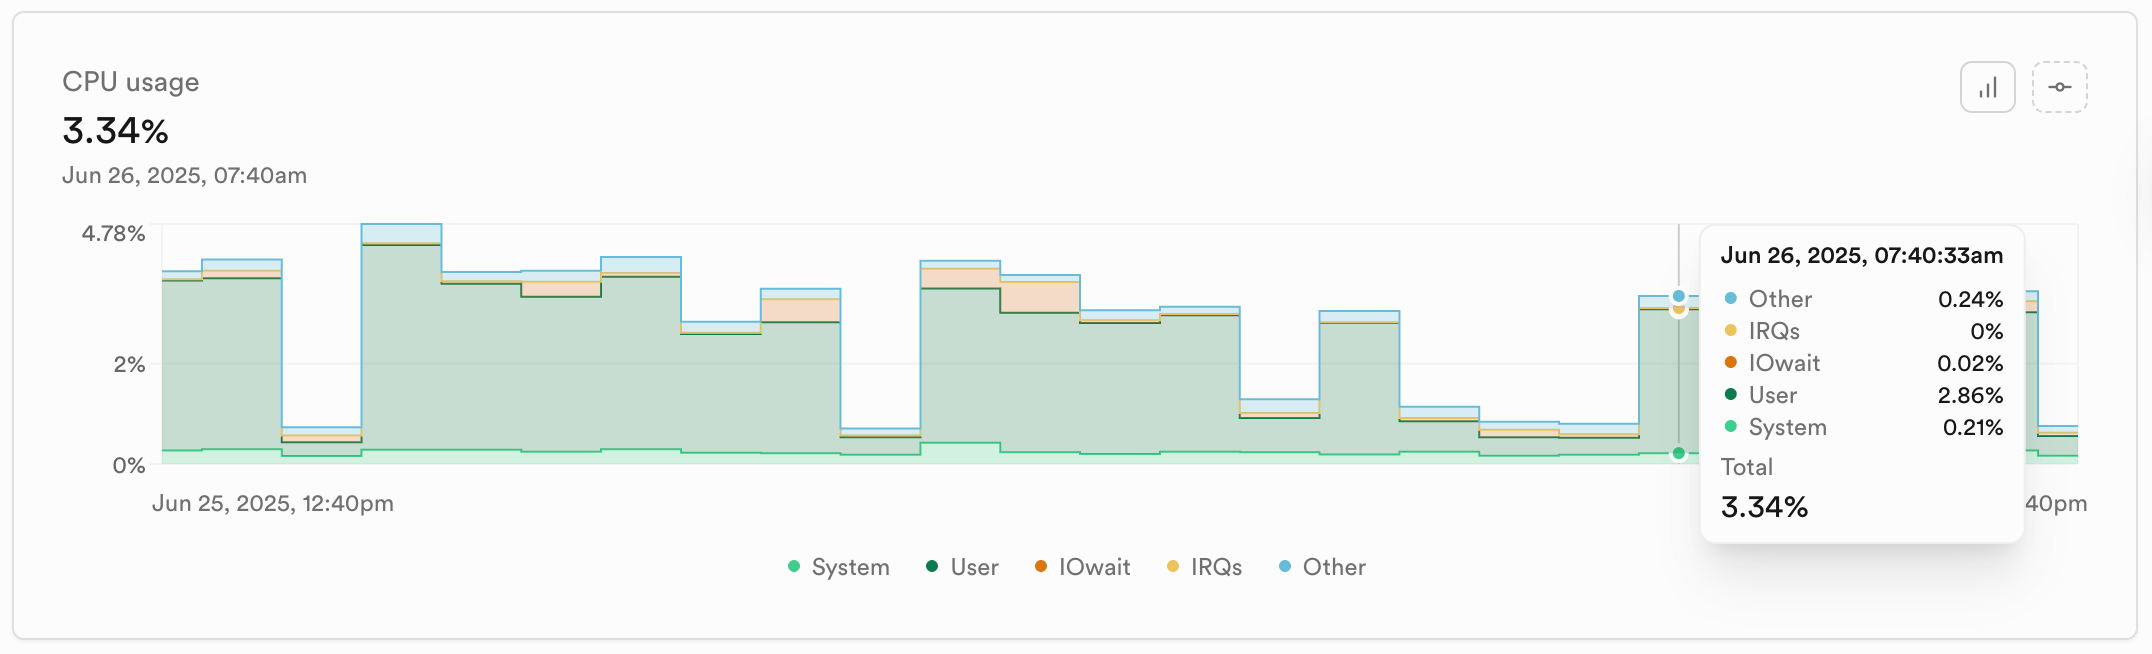 CPU usage
3.34%
Jun 26, 2025, 07:40am
4.78%
2%
0%
Jun 25, 2025, 12:40pm
40pm
Jun 26, 2025, 07:40:33am
Other 0.24%
IRQs 0%
IOwait 0.02%
User 2.86%
System 0.21%
Total
3.34%
System User IOwait IRQs Other